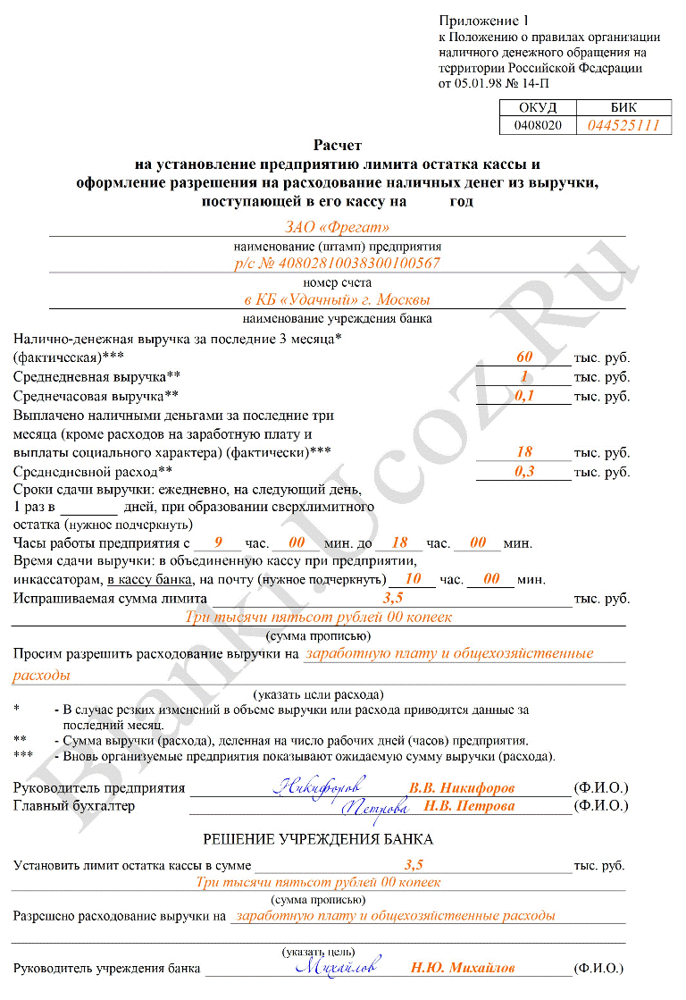 Приложение 1
к Положению о правилах организации
наличного денежного обращения на
территории Российской Федерации
от 05.01.98 № 14-П
ОКУД БИК
0408020 044525111
Расчет
на установление предприятию лимита остатка кассы и
оформление разрешения на расходование наличных денег из выручки,
поступающей в его кассу на год
ЗАО «Фрегат»
наименование (штамп) предприятия
р/с № 40802810038300100567
номер счета
в КБ «Удачный» г. Москвы
наименование учреждения банка
Налично-денежная выручка за последние 3 месяца*
(фактическая)*** 60 тыс. руб.
Среднедневная выручка** 1 тыс. руб.
Среднечасовая выручка** 0,1 тыс. руб.
Выплачено наличными деньгами за последние три
месяца (кроме расходов на заработную плату и
выплаты социального характера) (фактически)*** 18 тыс. руб.
Среднедневной расход** 0,3 тыс. руб.
Сроки сдачи выручки: ежедневно, на следующий день,
1 раз в ________ дней, при образовании сверхлимитного
остатка (нужное подчеркнуть)
Часы работы предприятия с 9 час. 00 мин. до 18 час. 00 мин.
Время сдачи выручки: в объединенную кассу при предприятии,
инкассаторам, в кассу банка, на почту (нужное подчеркнуть) 10 час. 00 мин.
Испрашиваемая сумма лимита 3,5 тыс. руб.
Три тысячи пятьсот рублей 00 копеек
(сумма прописью)
Просим разрешить расходование выручки на заработную плату и общехозяйственные
расходы
(указать цели расхода)
* - В случае резких изменений в объеме выручки или расхода приводятся данные за
последний месяц.
** - Сумма выручки (расхода), деленная на число рабочих дней (часов) предприятия.
*** - Вновь организуемые предприятия показывают ожидаемую сумму выручки (расхода).
Руководитель предприятия Никифоров В.В. Никифоров (Ф.И.О.)
Главный бухгалтер Петрова Н.В. Петрова (Ф.И.О.)
РЕШЕНИЕ УЧРЕЖДЕНИЯ БАНКА
Установить лимит остатка кассы в сумме 3,5 тыс. руб.
Три тысячи пятьсот рублей 00 копеек
(сумма прописью)
Разрешено расходование выручки на заработную плату и общехозяйственные расходы
(указать цель)
Руководитель учреждения банка Михайлов Н.Ю. Михайлов (Ф.И.О.)
Blanki.Ucoz.Ru